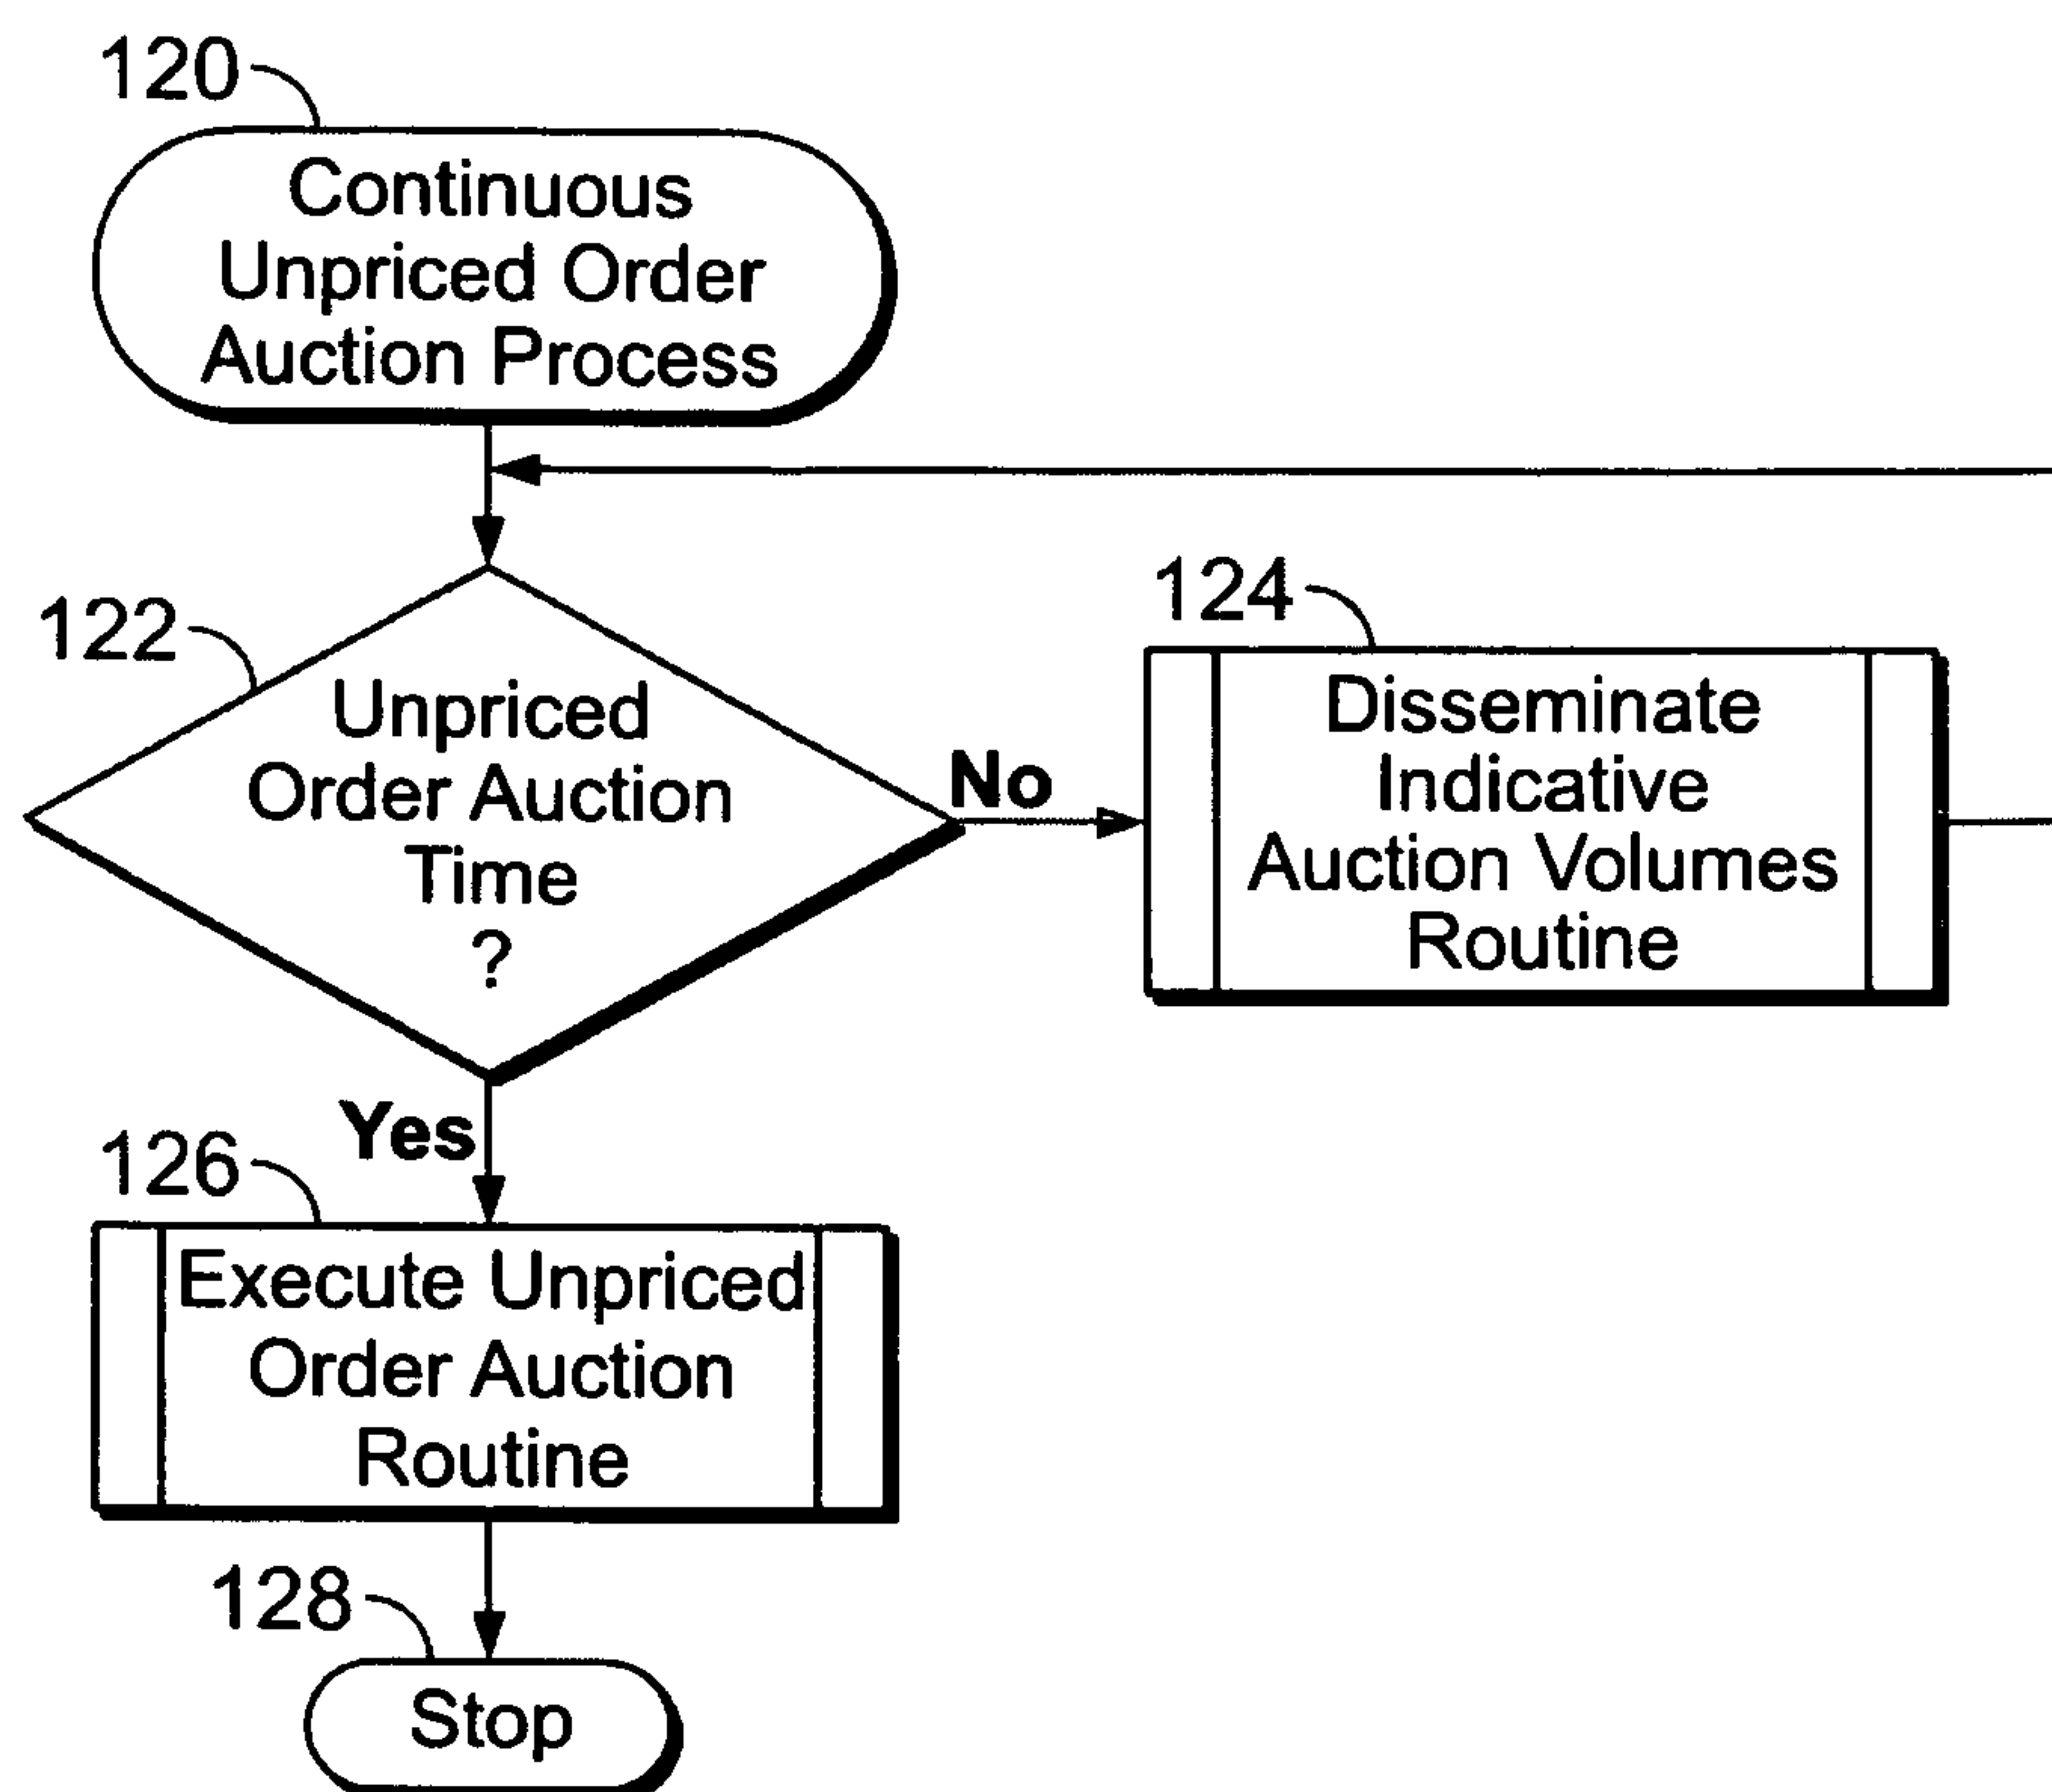 120
Continuous
Unpriced Order
Auction Process
122
Unpriced
Order Auction
Time
?
No
124
Disseminate
Indicative
Auction Volumes
Routine
Yes
126
Execute Unpriced
Order Auction
Routine
128
Stop